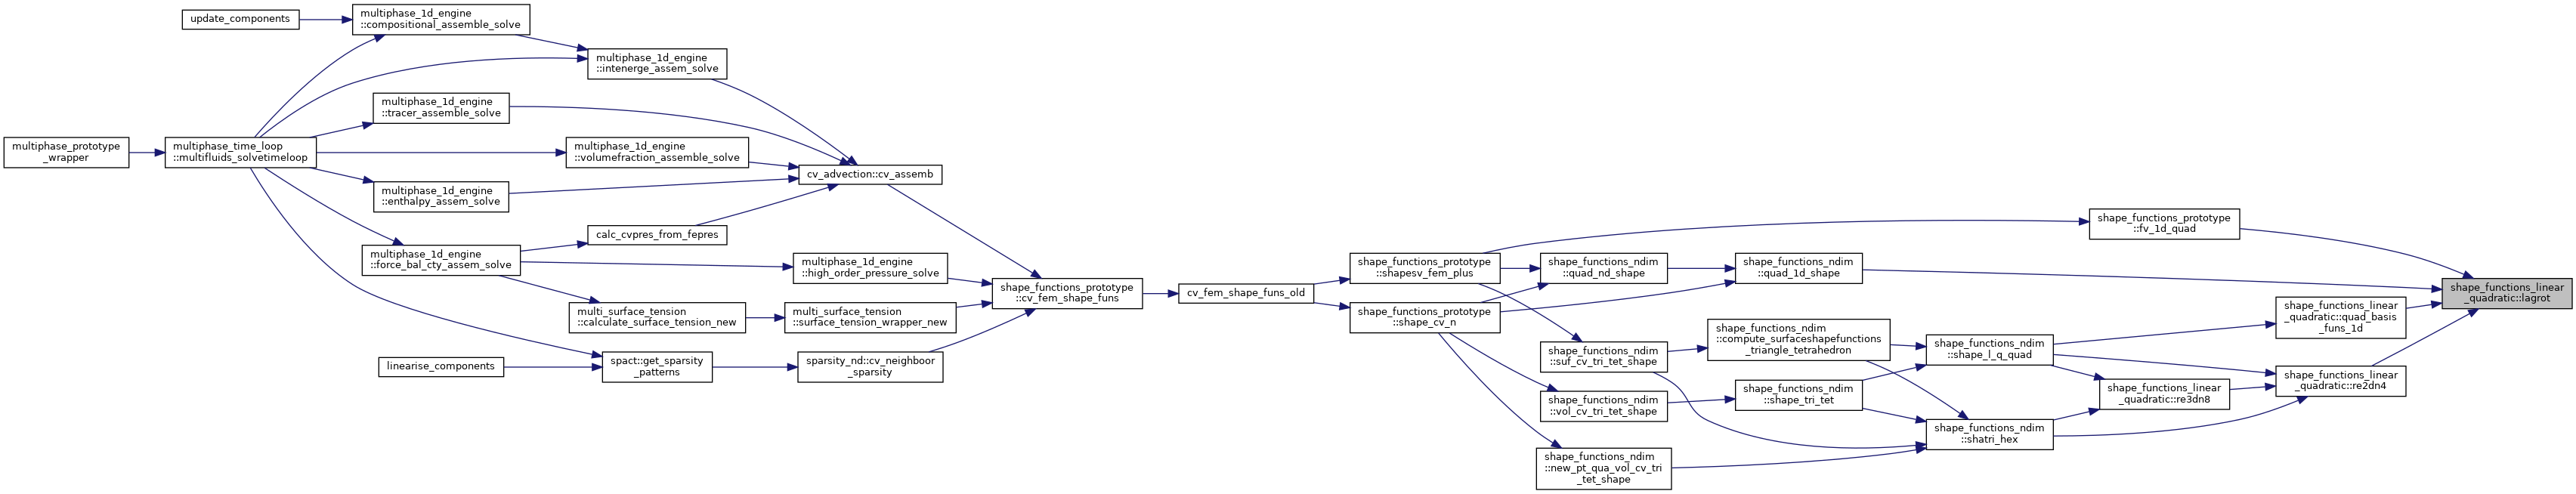 update_components
multiphase_1d_engine
::compositional_assemble_solve
multiphase_1d_engine
::intenerge_assem_solve
multiphase_1d_engine
::tracer_assemble_solve
multiphase_prototype
_wrapper
multiphase_time_loop
::multifluids_solvetimeloop
multiphase_1d_engine
::volumefraction_assemble_solve
cv_advection::cv_assemb
multiphase_1d_engine
::enthalpy_assem_solve
calc_cvpres_from_fepres
multiphase_1d_engine
::force_bal_cty_assem_solve
multiphase_1d_engine
::high_order_pressure_solve
multi_surface_tension
::calculate_surface_tension_new
multi_surface_tension
::surface_tension_wrapper_new
linearise_components
spact::get_sparsity
_patterns
sparsity_nd::cv_neighboor
_sparsity
shape_functions_prototype
::cv_fem_shape_funs
cv_fem_shape_funs_old
shape_functions_prototype
::shapesv_fem_plus
shape_functions_prototype
::shape_cv_n
shape_functions_ndim
::quad_nd_shape
shape_functions_ndim
::quad_1d_shape
shape_functions_prototype
::fv_1d_quad
shape_functions_ndim
::suf_cv_tri_tet_shape
shape_functions_ndim
::compute_surfaceshapefunctions
_triangle_tetrahedron
shape_functions_ndim
::vol_cv_tri_tet_shape
shape_functions_ndim
::shape_tri_tet
shape_functions_ndim
::new_pt_qua_vol_cv_tri
_tet_shape
shape_functions_ndim
::shape_l_q_quad
shape_functions_ndim
::shatri_hex
shape_functions_linear
_quadratic::re3dn8
shape_functions_linear
_quadratic::quad_basis
_funs_1d
shape_functions_linear
_quadratic::re2dn4
shape_functions_linear
_quadratic::lagrot